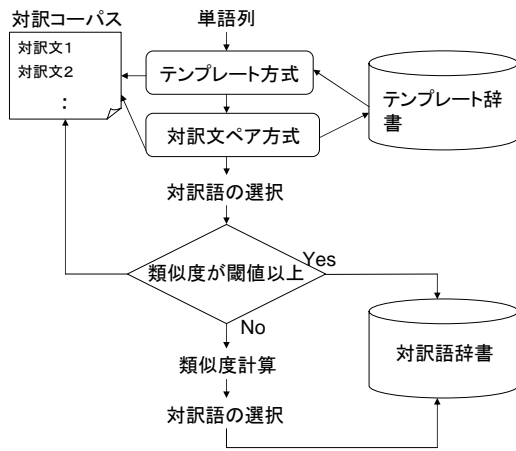 対訳コーパス
対訳文1
対訳文2
:
単語列
テンプレート方式
対訳文ペア方式
テンプレート辞
書
対訳語の選択
類似度が閾値以上
Yes
No
類似度計算
対訳語の選択
対訳語辞書